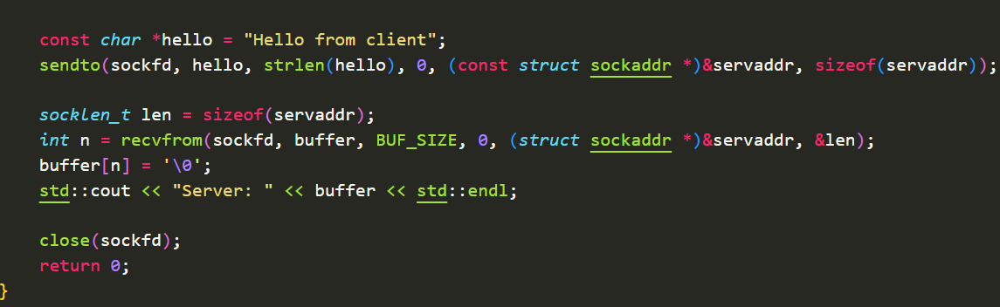 const char *hello = "Hello from client";
sendto(sockfd, hello, strlen(hello), 0, (const struct sockaddr *)&servaddr, sizeof(servaddr));
socklen_t len = sizeof(servaddr);
int n = recvfrom(sockfd, buffer, BUF_SIZE, 0, (struct sockaddr *)&servaddr, &len);
buffer[n] = '\0';
std::cout << "Server: " << buffer << std::endl;
close(sockfd);
return 0;
}